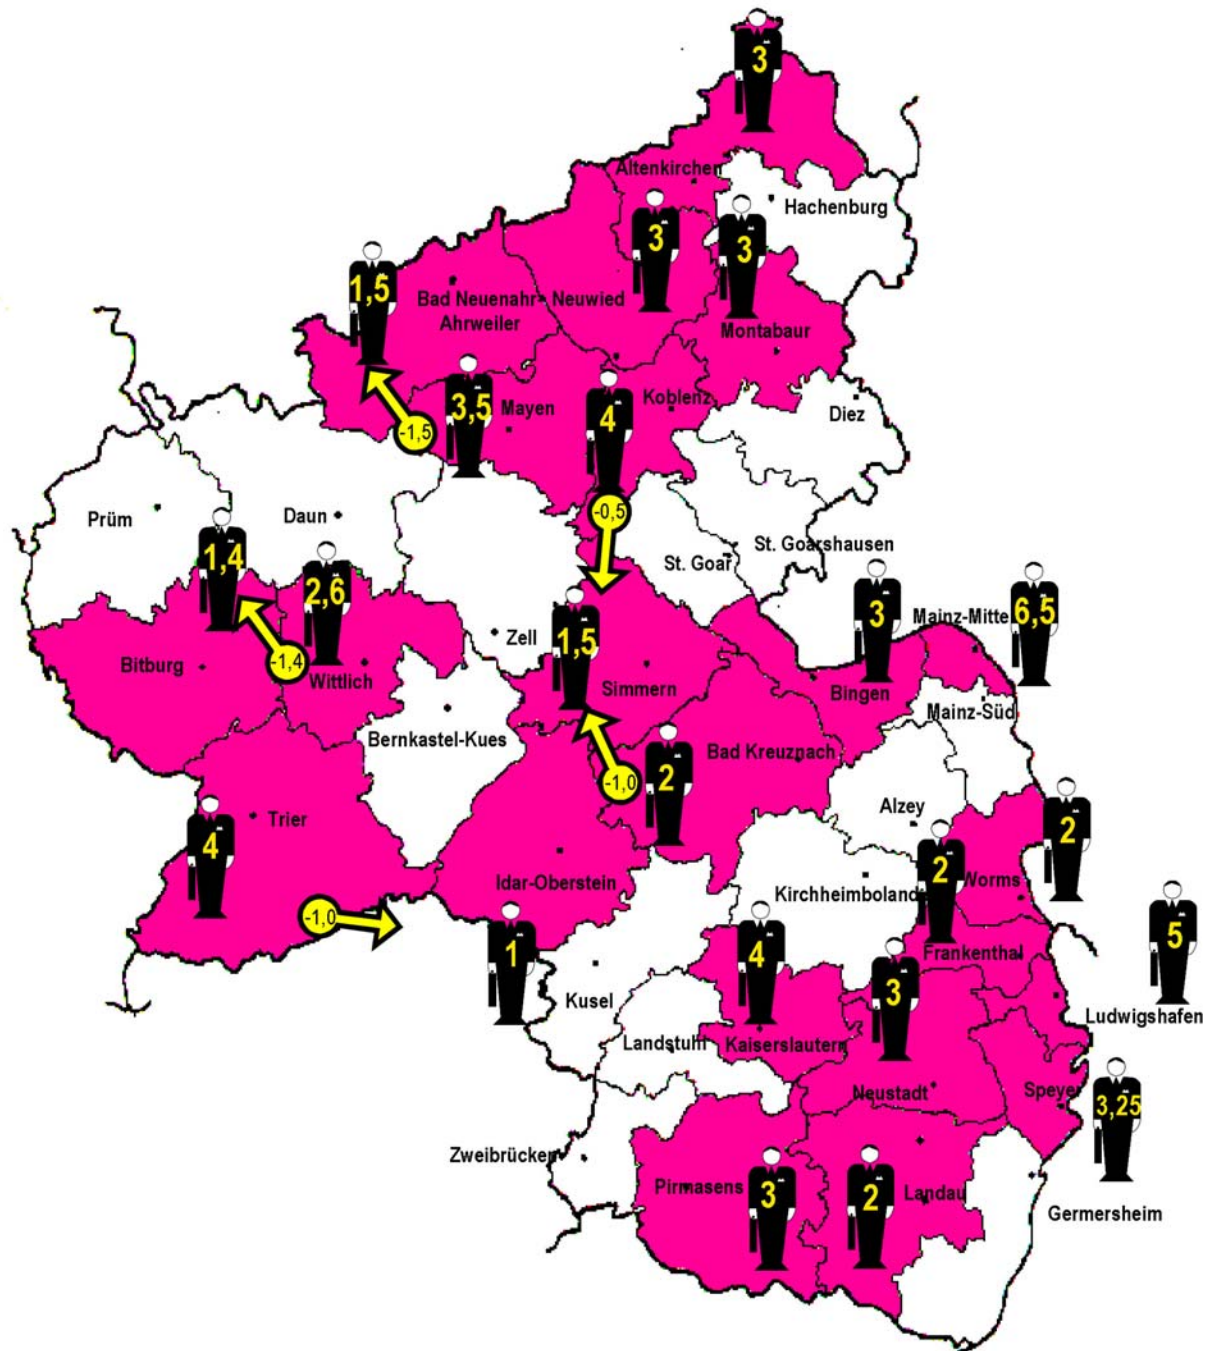 3
Altenkirchen
Hachenburg
3
3
1,5
Bad Neuenahr-
Ahrweiler
Neuwied
Montabaur
3,5
Mayen
4
Koblenz
Diez
-1,5
Prüm
Daun
-0,5
St. Goarshausen
1,4
St. Goar
2,6
3
Mainz-Mitte
6,5
Zell
1,5
Bitburg
-1,4
Wittlich
Simmern
Bingen
Mainz-Süd
Bernkastel-Kues
Bad Kreuzpach
-1,0
2
Alzey
Trier
4
2
2
Idar-Oberstein
Kirchheimboland
Worms
-1,0
1
4
Frankenthal
5
3
Kusel
Ludwigshafen
Landstuhl
Kaiserslautern
Neustadt
Speyer
3,25
Zweibrücken
Pirmasens
3
2
Landau
Germersheim